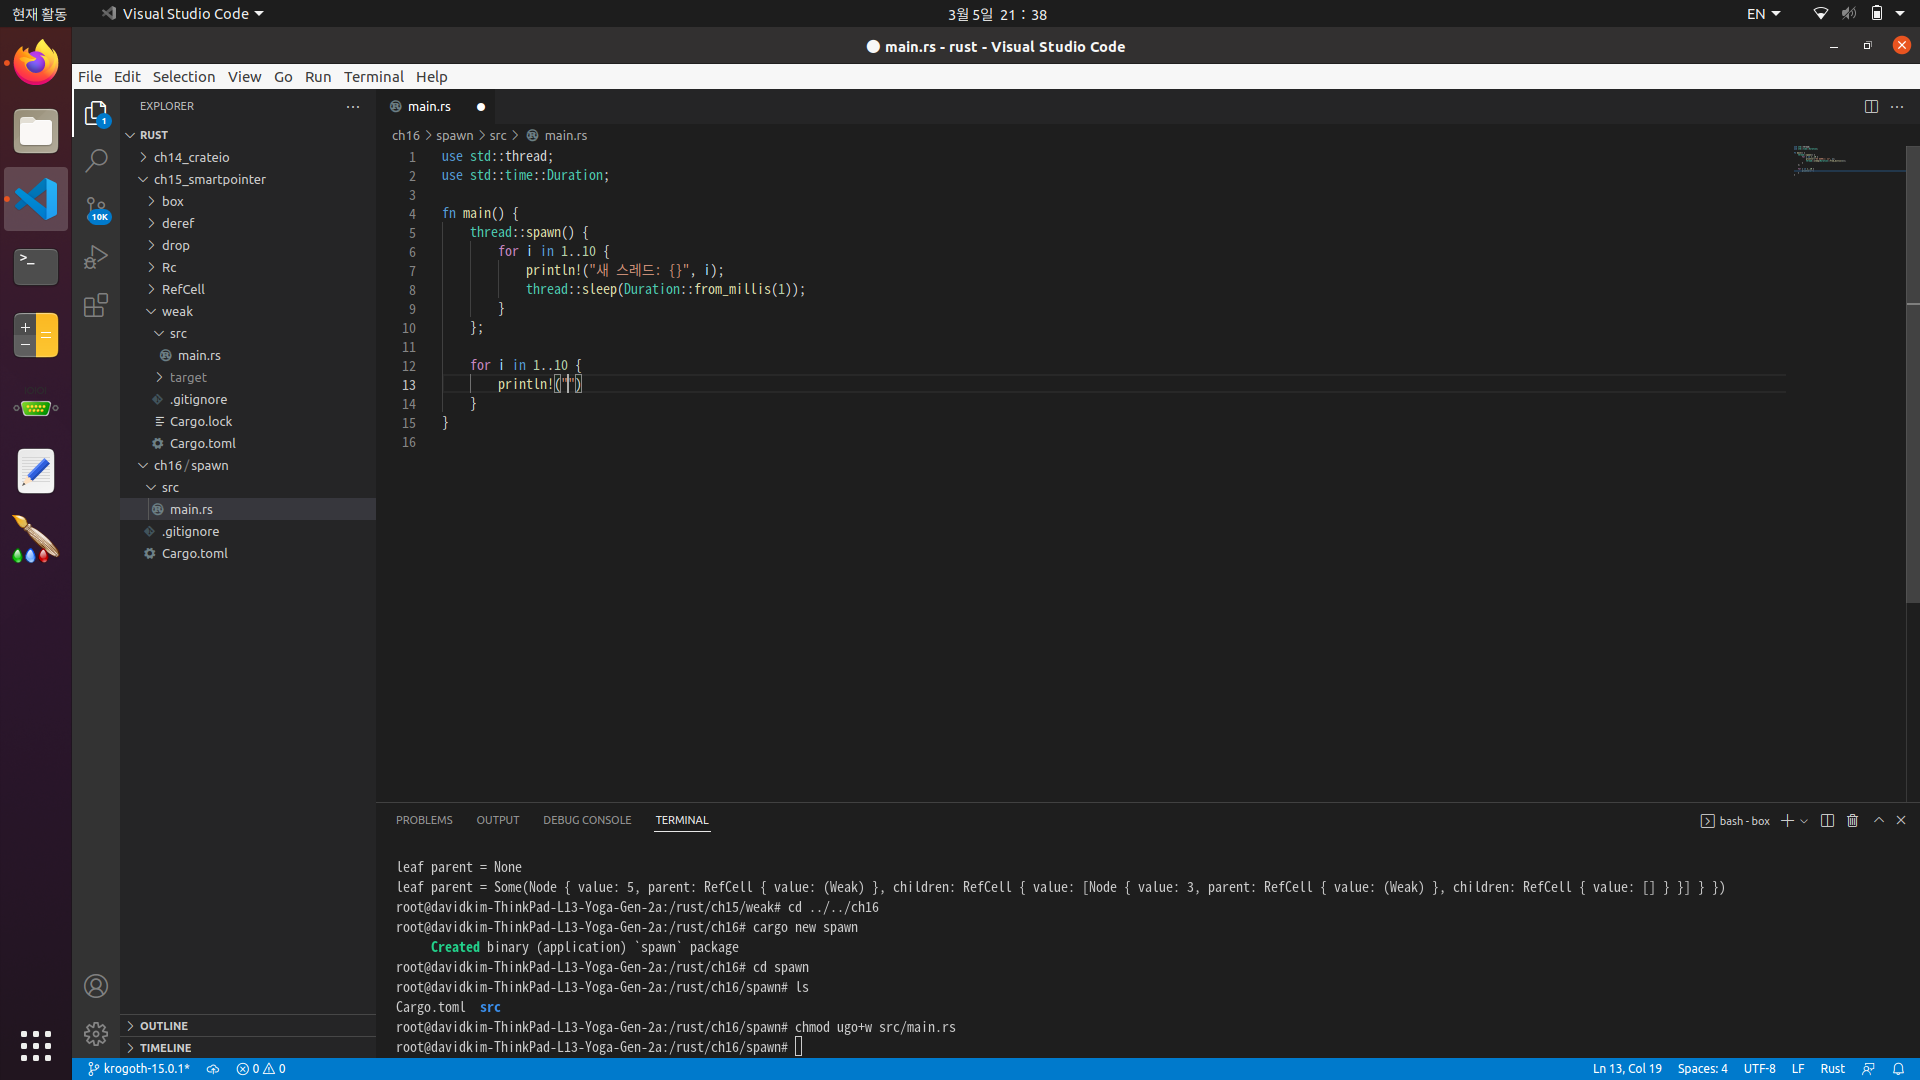 현재 활동
Visual Studio Code
3월 5일 21 : 38
EN
main.rs - rust - Visual Studio Code
File Edit Selection View Go Run Terminal Help
EXPLORER
RUST
ch14_crateio
ch15_smartpointer
box
deref
drop
Rc
RefCell
weak
src
main.rs
target
.gitignore
Cargo.lock
Cargo.toml
ch16/spawn
src
main.rs
.gitignore
Cargo.toml
OUTLINE
TIMELINE
1
10K
main.rs
ch16 > spawn > src > main.rs
1 use std::thread;
2 use std::time::Duration;
3
4 fn main() {
5 thread::spawn() {
6 for i in 1..10 {
7 println!("새 스레드: {}", i);
8 thread::sleep(Duration::from_millis(1));
9 }
10 };
11
12 for i in 1..10 {
13 println!("")
14 }
15 }
16
PROBLEMS OUTPUT DEBUG CONSOLE TERMINAL
bash - box
leaf parent = None
leaf parent = Some(Node { value: 5, parent: RefCell { value: (Weak) }, children: RefCell { value: [Node { value: 3, parent: RefCell { value: (Weak) }, children: RefCell { value: [] } }] } })
root@davidkim-ThinkPad-L13-Yoga-Gen-2a:/rust/ch15/weak# cd ../../ch16
root@davidkim-ThinkPad-L13-Yoga-Gen-2a:/rust/ch16# cargo new spawn
Created binary (application) `spawn` package
root@davidkim-ThinkPad-L13-Yoga-Gen-2a:/rust/ch16# cd spawn
root@davidkim-ThinkPad-L13-Yoga-Gen-2a:/rust/ch16/spawn# ls
Cargo.toml src
root@davidkim-ThinkPad-L13-Yoga-Gen-2a:/rust/ch16/spawn# chmod ugo+w src/main.rs
root@davidkim-ThinkPad-L13-Yoga-Gen-2a:/rust/ch16/spawn#
krogoth-15.0.1* 0 0
Ln 13, Col 19 Spaces: 4 UTF-8 LF Rust